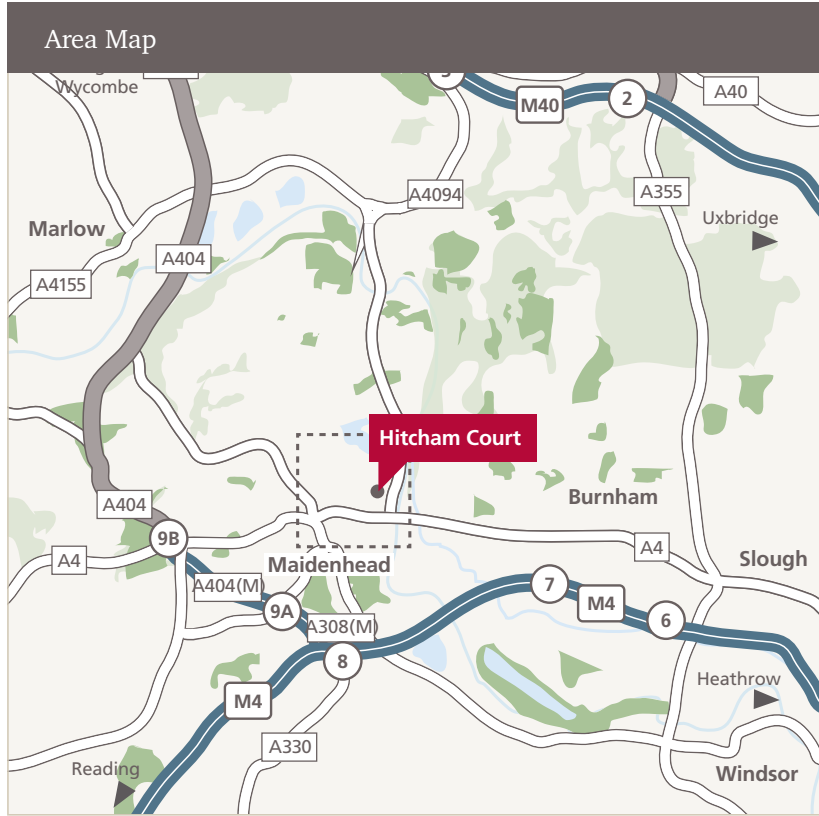 Area Map
Wycombe
3
M40
2
A40
A4094
A355
Marlow
Uxbridge
A404
A4155
Hitcham Court
A404
Burnham
9B
A4
A4
Maidenhead
Slough
A404(M)
7
9A
M4
6
A308(M)
8
Heathrow
M4
A330
Reading
Windsor